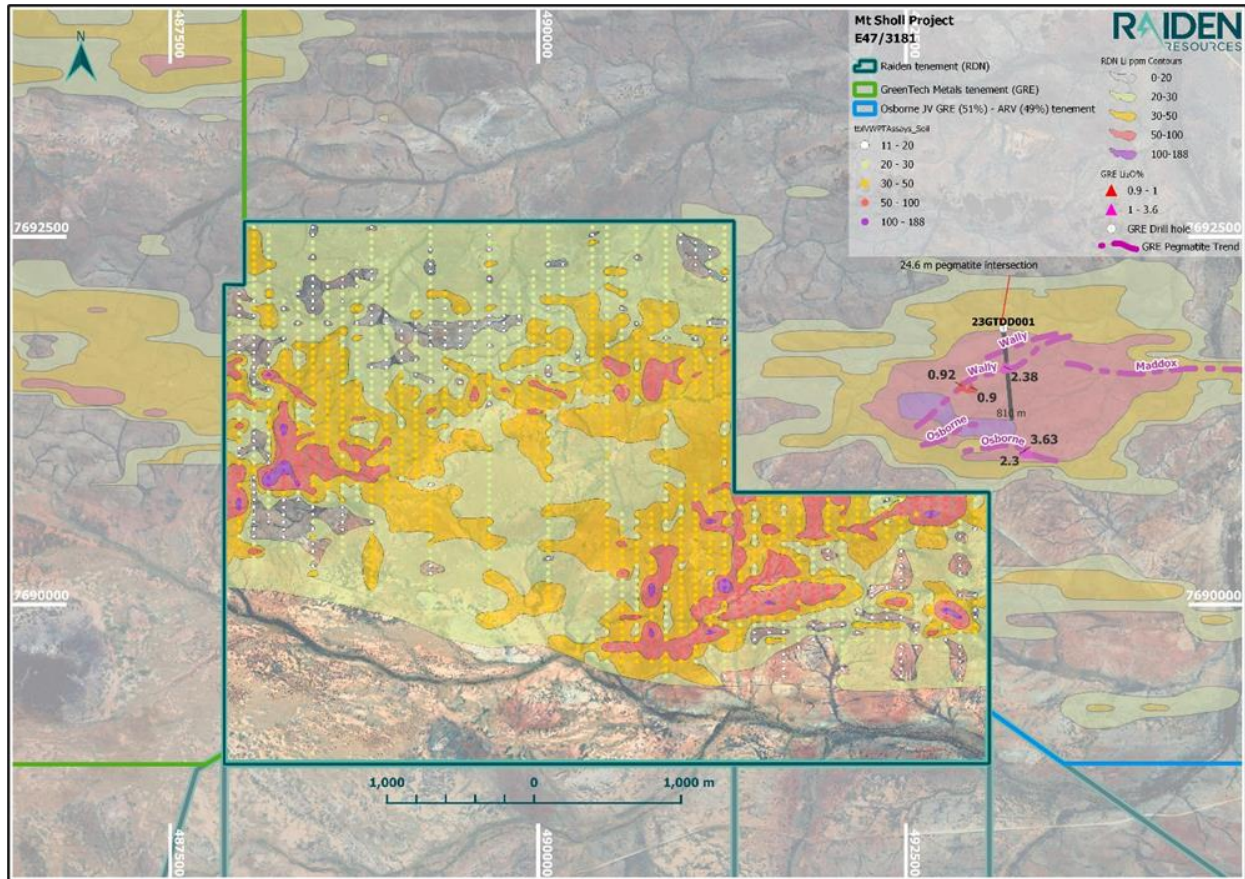 Mt Sholl Project
E47/3181
Raiden tenement (RDN)
GreenTech Metals tenement (GRE)
Osborne JV GRE (51%) - ARV (49%) tenement
11 - 20
20 - 30
30 - 50
50 - 100
100 - 188
RAIDEN
RESOURCES
RDN Li ppm Contours
0-20
20-30
30-50
50-100
100-188
GRE Li₂O%
0.9 - 1
1 - 3.6
GRE Drill hole
GRE Pegmatite Trend
N
487500
490000
7692500
7692500
24.6 m pegmatite intersection
23GTDD001
Wally
Wally
Maddox
0.92
2.38
0.9
Osborne
Osborne
3.63
2.3
7690000
7690000
1,000
0
1,000 m
487500
490000
492500